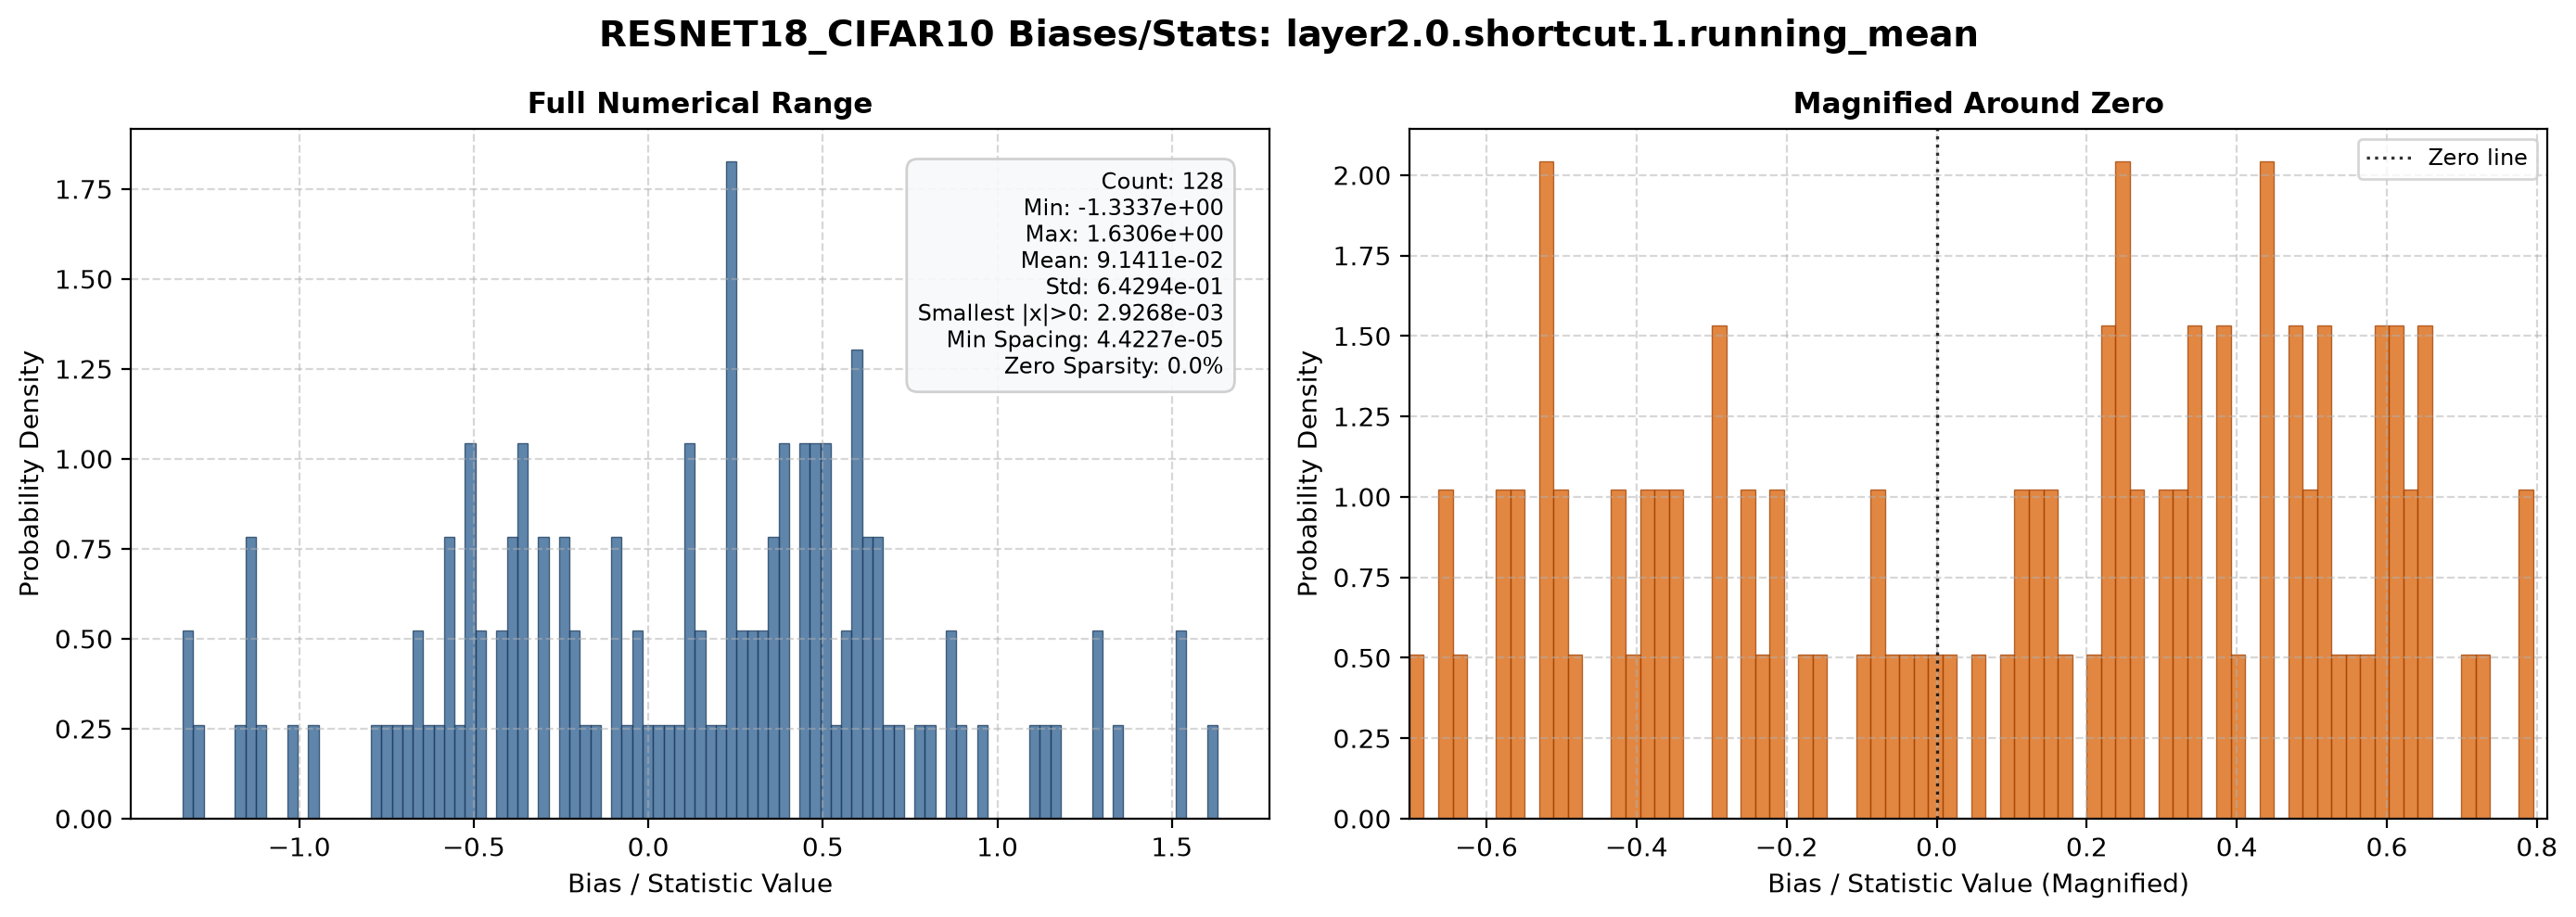 RESNET18_CIFAR10 Biases/Stats: layer2.0.shortcut.1.running_mean
Full Numerical Range
Probability Density
1.75
1.50
1.25
1.00
0.75
0.50
0.25
0.00
Count: 128
Min: -1.3337e+00
Max: 1.6306e+00
Mean: 9.1411e-02
Std: 6.4294e-01
Smallest |x|>0: 2.9268e-03
Min Spacing: 4.4227e-05
Zero Sparsity: 0.0%
−1.0 −0.5 0.0 0.5 1.0 1.5
Bias / Statistic Value
Magnified Around Zero
Probability Density
2.00
1.75
1.50
1.25
1.00
0.75
0.50
0.25
0.00
Zero line
−0.6 −0.4 −0.2 0.0 0.2 0.4 0.6 0.8
Bias / Statistic Value (Magnified)